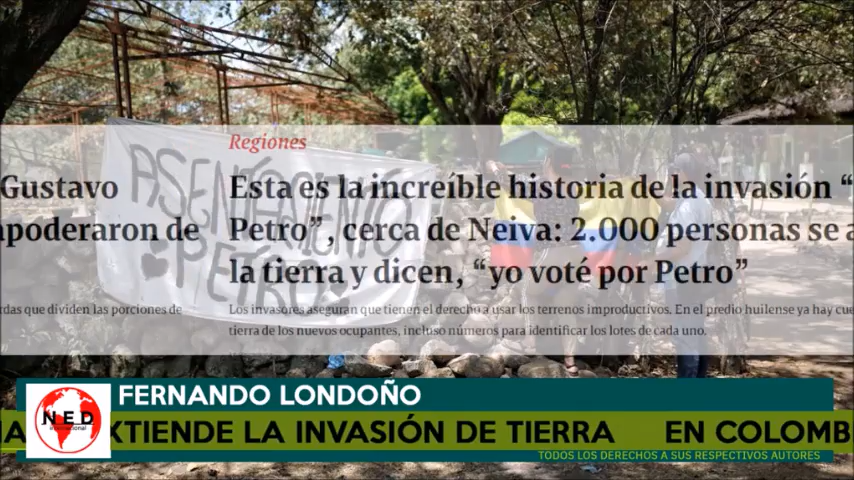 Regiones
Gustavo
apoderaron de
Esta es la increíble historia de la invasión “
Petro”, cerca de Neiva: 2.000 personas se a
la tierra y dicen, “yo voté por Petro”
rdas que dividen las porciones de
Los invasores aseguran que tienen el derecho a usar los terrenos improductivos. En el predio huilense ya hay cue
tierra de los nuevos ocupantes, incluso números para identificar los lotes de cada uno.
ASENTAMIENTO
PETRO
FERNANDO LONDOÑO
NED
XTIENDE LA INVASIÓN DE TIERRA EN COLOMB
TODOS LOS DERECHOS A SUS RESPECTIVOS AUTORES